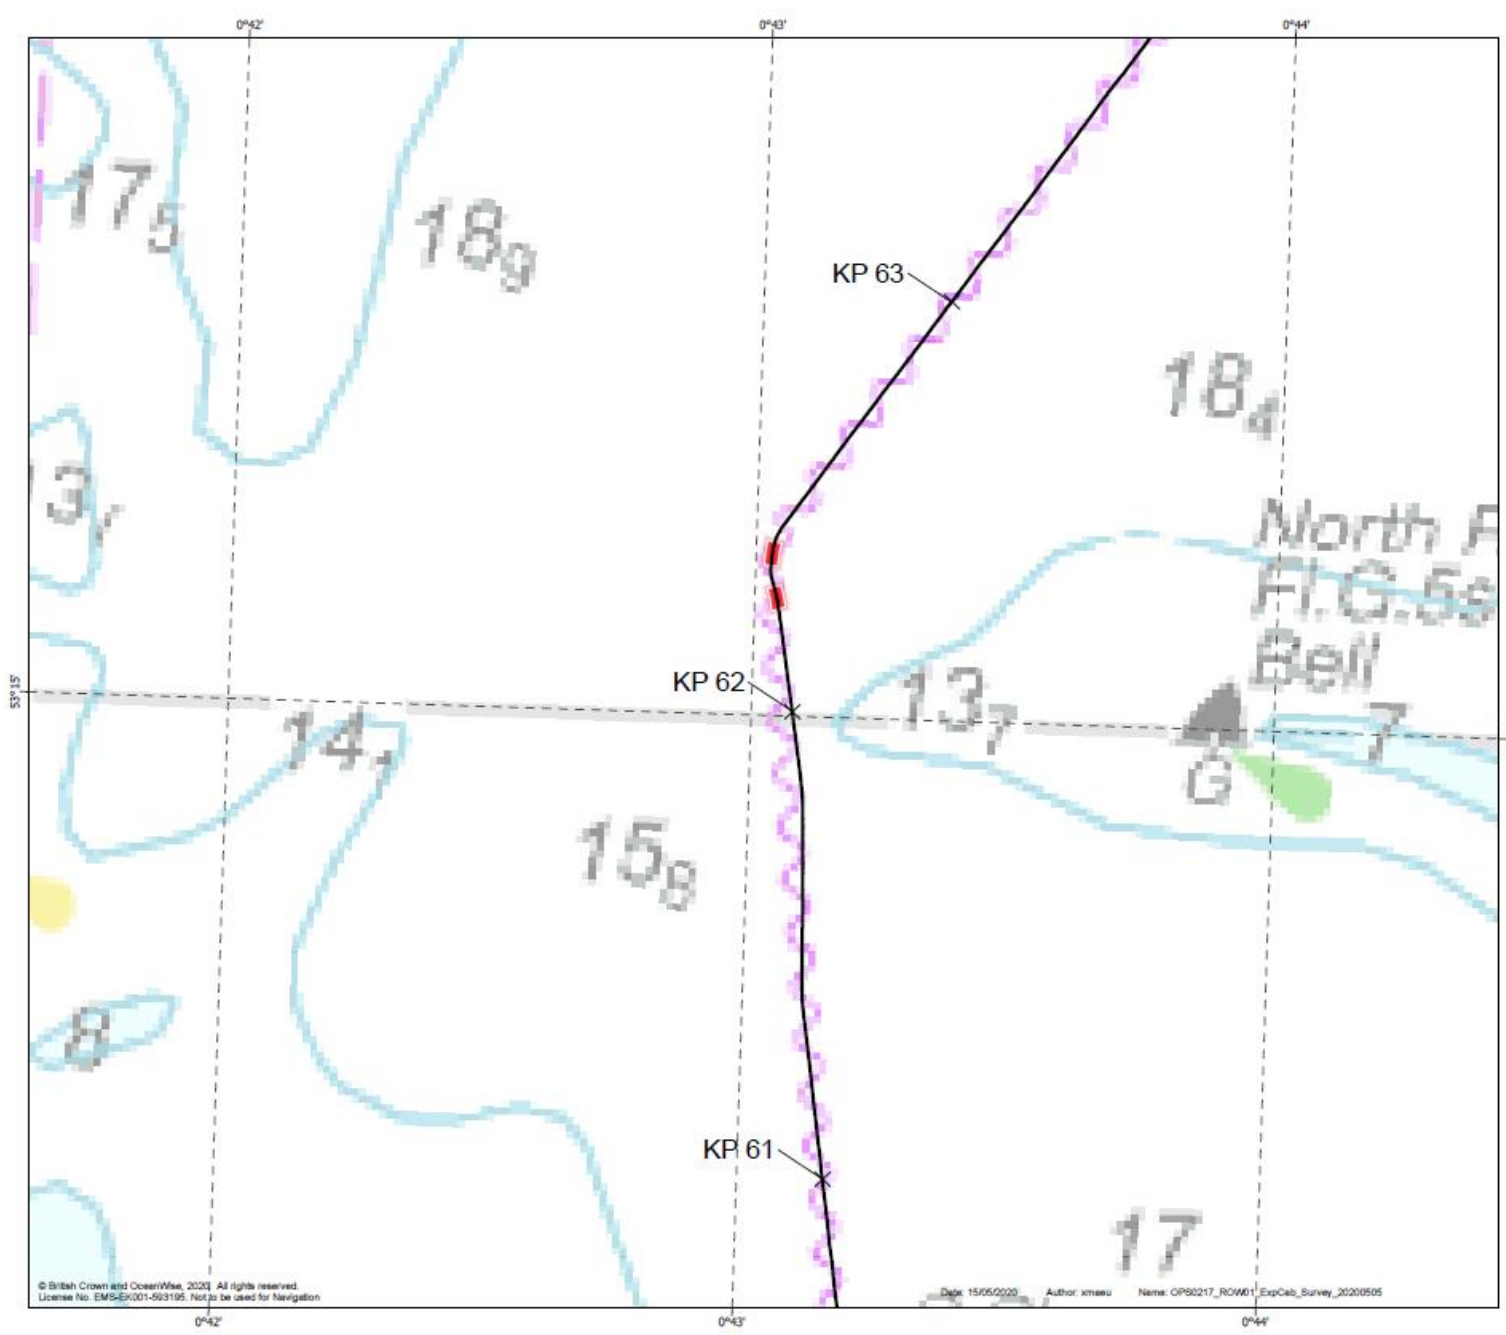 0°42'
0°43'
0°44'
17₅
18₉
KP 63
18₄
North
Fl.G.5s
Bell
KP 62
53°15'
13₇
7
14₁
G
15₈
8
KP 61
17
© British Crown and OceanWise, 2020. All rights reserved.
License No. EMS-EK001-593195. Not to be used for Navigation
Date: 15/05/2020 Author: xmaeu Name: OPS0217_ROW01_ExpCab_Survey_20200505
0°42'
0°43'
0°44'